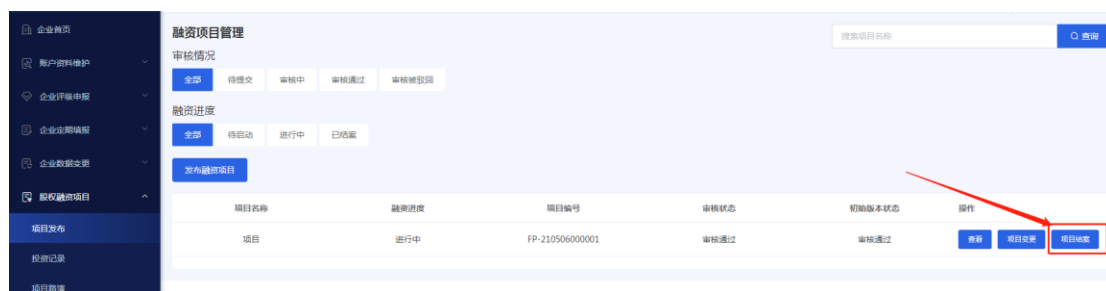 企业首页
账户资料维护
企业评级申报
企业定期填报
企业数据变更
股权融资项目
项目发布
投资记录
项目路演
融资项目管理
搜索项目名称
查询
审核情况
全部 待提交 审核中 审核通过 审核被驳回
融资进度
全部 待启动 进行中 已结案
发布融资项目
项目名称 融资进度 项目编号 审核状态 初始版本状态 操作
项目 进行中 FP-210506000001 审核通过 审核通过 查看 项目变更 项目结案